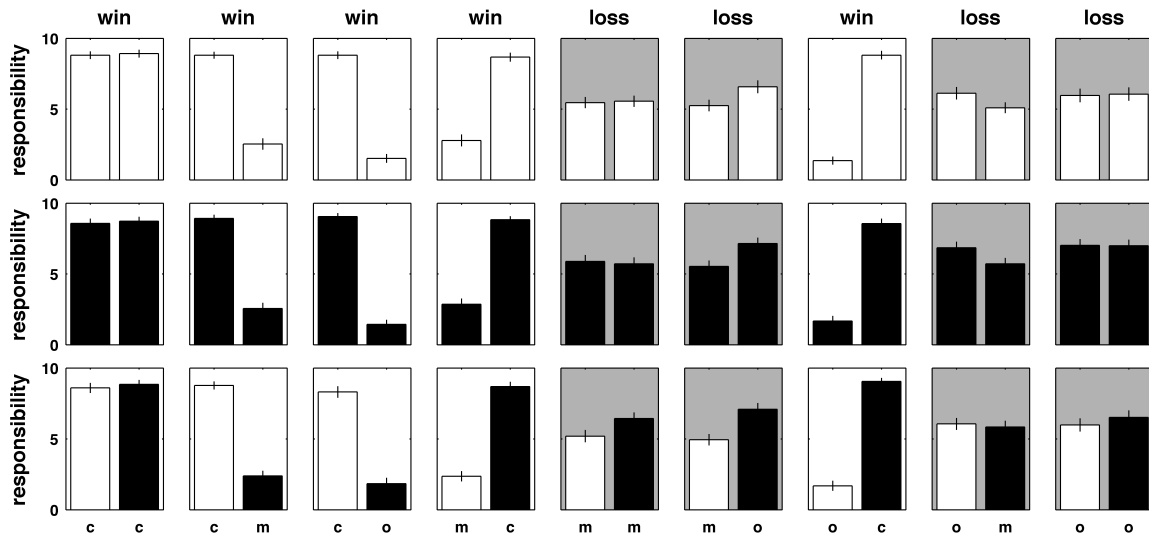 win win win win loss loss win loss loss
responsibility 10 5 0
responsibility 10 5 0
responsibility 10 5 0
c c c m c o m c m m m o o c o m o o